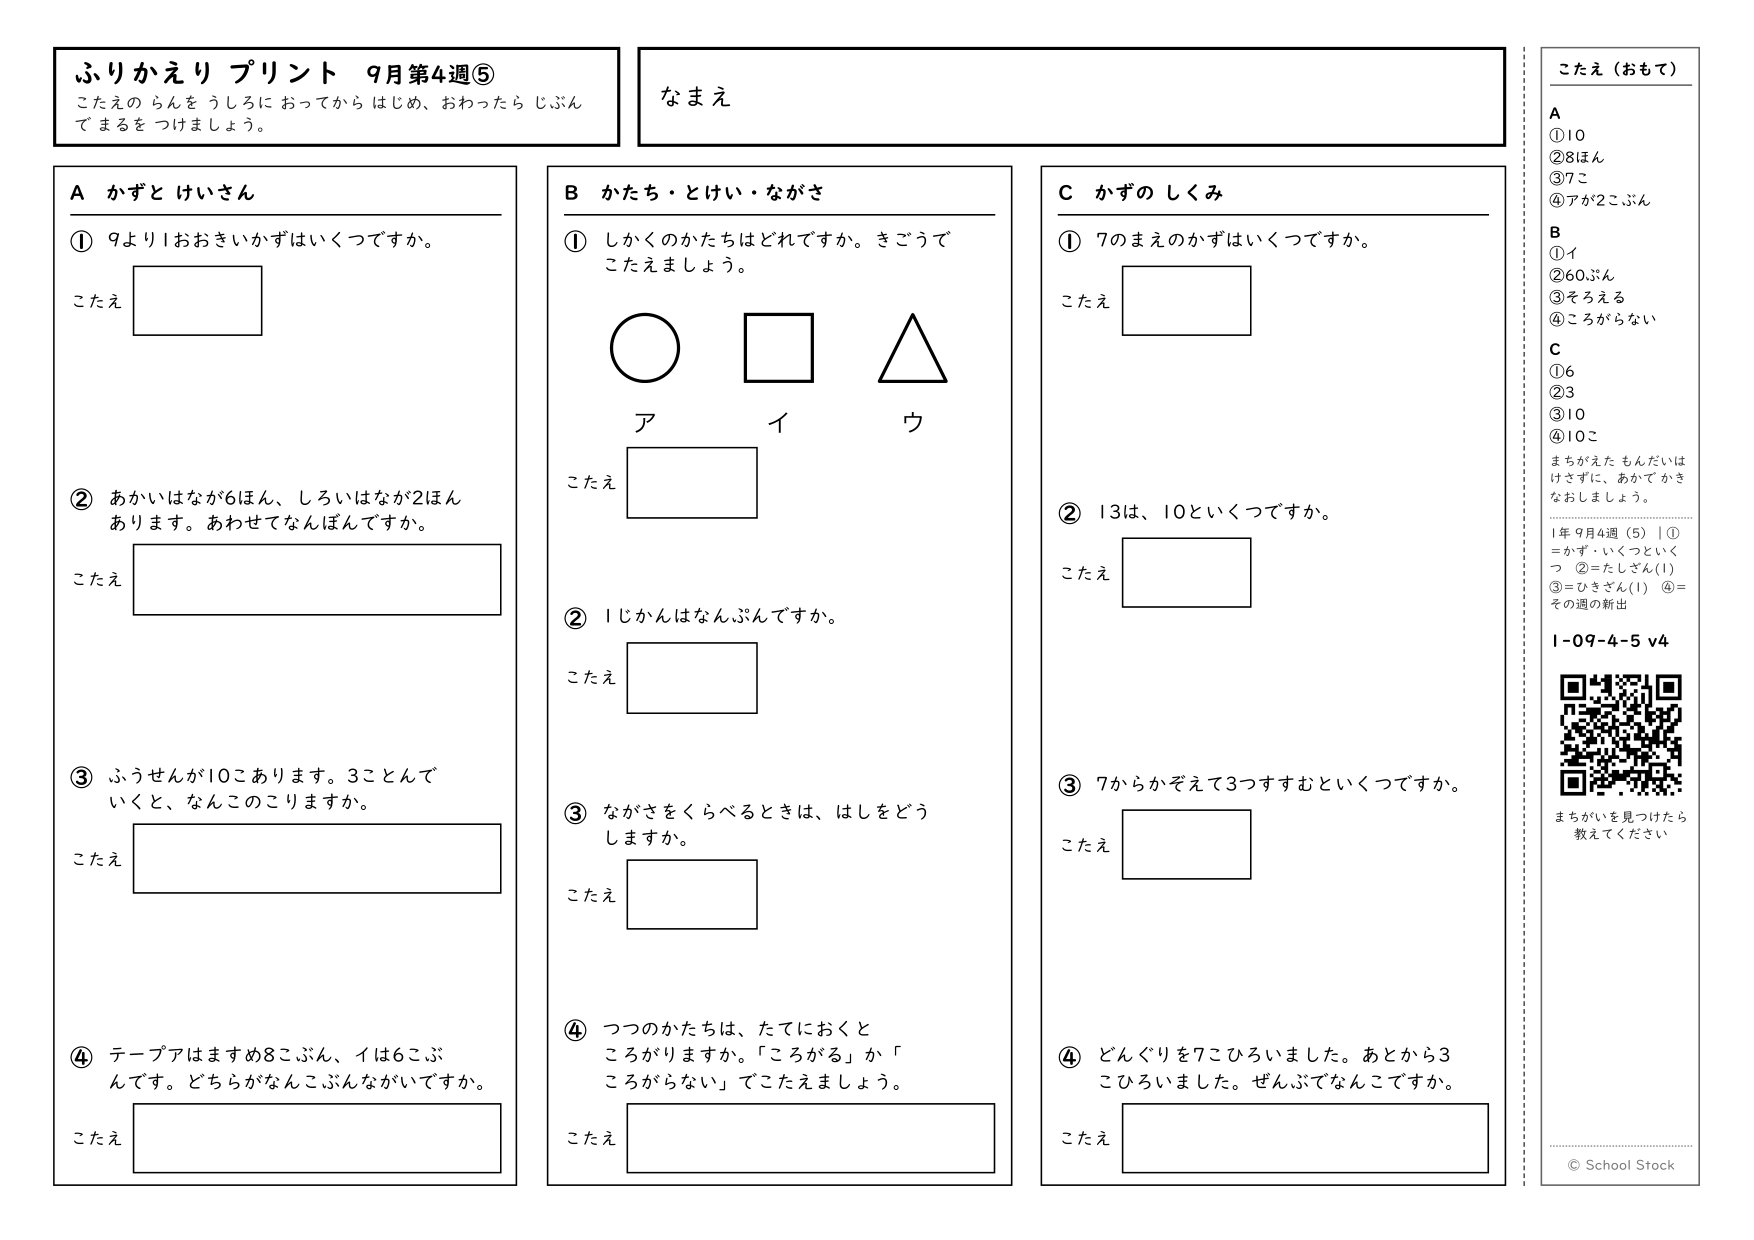 ふりかえり プリント　9月第4週⑤
こたえの らんを うしろに おってから はじめ、おわったら じぶん
で まるを つけましょう。
なまえ
A　かずと けいさん
① 9より1おおきいかずはいくつですか。
こたえ
② あかいはなが6ほん、しろいはなが2ほん
あります。あわせてなんぼんですか。
こたえ
③ ふうせんが10こあります。3ことんで
いくと、なんこのこりますか。
こたえ
④ テープアはますめ8こぶん、イは6こぶ
んです。どちらがなんこぶんながいですか。
こたえ
B　かたち・とけい・ながさ
① しかくのかたちはどれですか。きごうで
こたえましょう。
ア　イ　ウ
こたえ
② 1じかんはなんぷんですか。
こたえ
③ ながさをくらべるときは、はしをどう
しますか。
こたえ
④ つつのかたちは、たてにおくと
ころがりますか。「ころがる」か「
ころがらない」でこたえましょう。
こたえ
C　かずの しくみ
① 7のまえのかずはいくつですか。
こたえ
② 13は、10といくつですか。
こたえ
③ 7からかぞえて3つすすむといくつですか。
こたえ
④ どんぐりを7こひろいました。あとから3
こひろいました。ぜんぶでなんこですか。
こたえ
こたえ（おもて）
A
①10
②8ほん
③7こ
④アが2こぶん
B
①イ
②60ぷん
③そろえる
④ころがらない
C
①6
②3
③10
④10こ
まちがえた もんだいは
けさずに、あかで かき
なおしましょう。
1年 9月4週（5）｜①
＝かず・いくつといく
つ　②＝たしざん(1)
③＝ひきざん(1)　④＝
その週の新出
1-09-4-5 v4
まちがいを見つけたら
教えてください
© School Stock